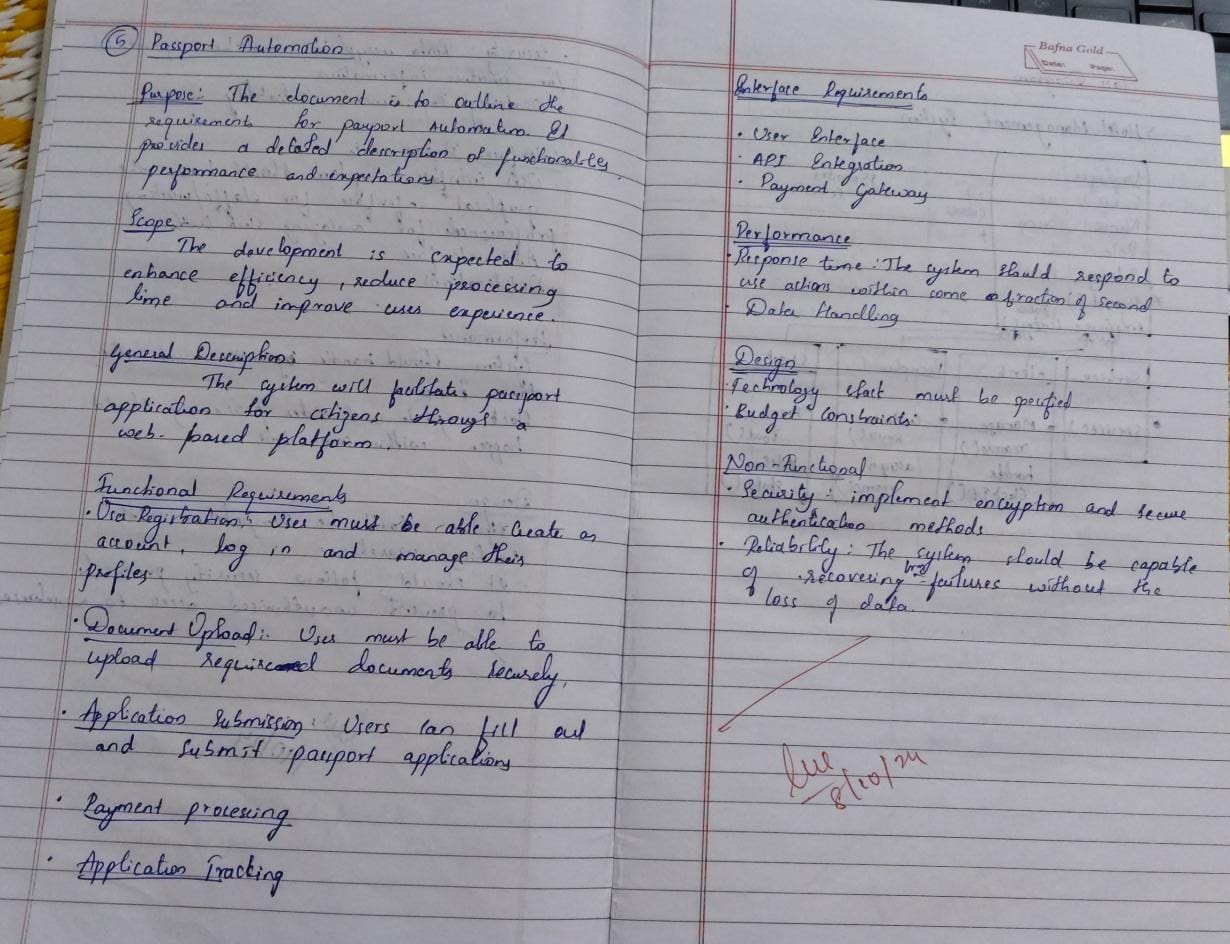 5 Passport Automation
Purpose: The document is to outline the
requirements for passport Automation. It
provides a detailed description of functionalites,
performance and expectations.
Scope:
The development is expected to
enhance efficiency, reduce processing
time and improve user experience.
General Description:
The system will facilitate passport
application for citizens through a
web-based platform.
Functional Requirements
• User Registration: User must be able: Create an
account, log in and manage their
profiles.
• Document Upload: User must be able to
upload required documents securely.
• Application Submission: Users can fill out
and submit passport applications
• Payment processing
• Application Tracking
Bafna Gold
Date: Page:
Interface Requirements
• User Interface
• API Integration
• Payment Gateway
Performance
• Response time: The system should respond to
use actions within some fraction of second
• Data Handling
Design
• Technology stact must be specified
• Budget constraints.
Non-Functional
• Security: implement encryption and secure
authentication methods
• Reliability: The system should be capable
of recovering from failures without the
loss of data.
8/10/24